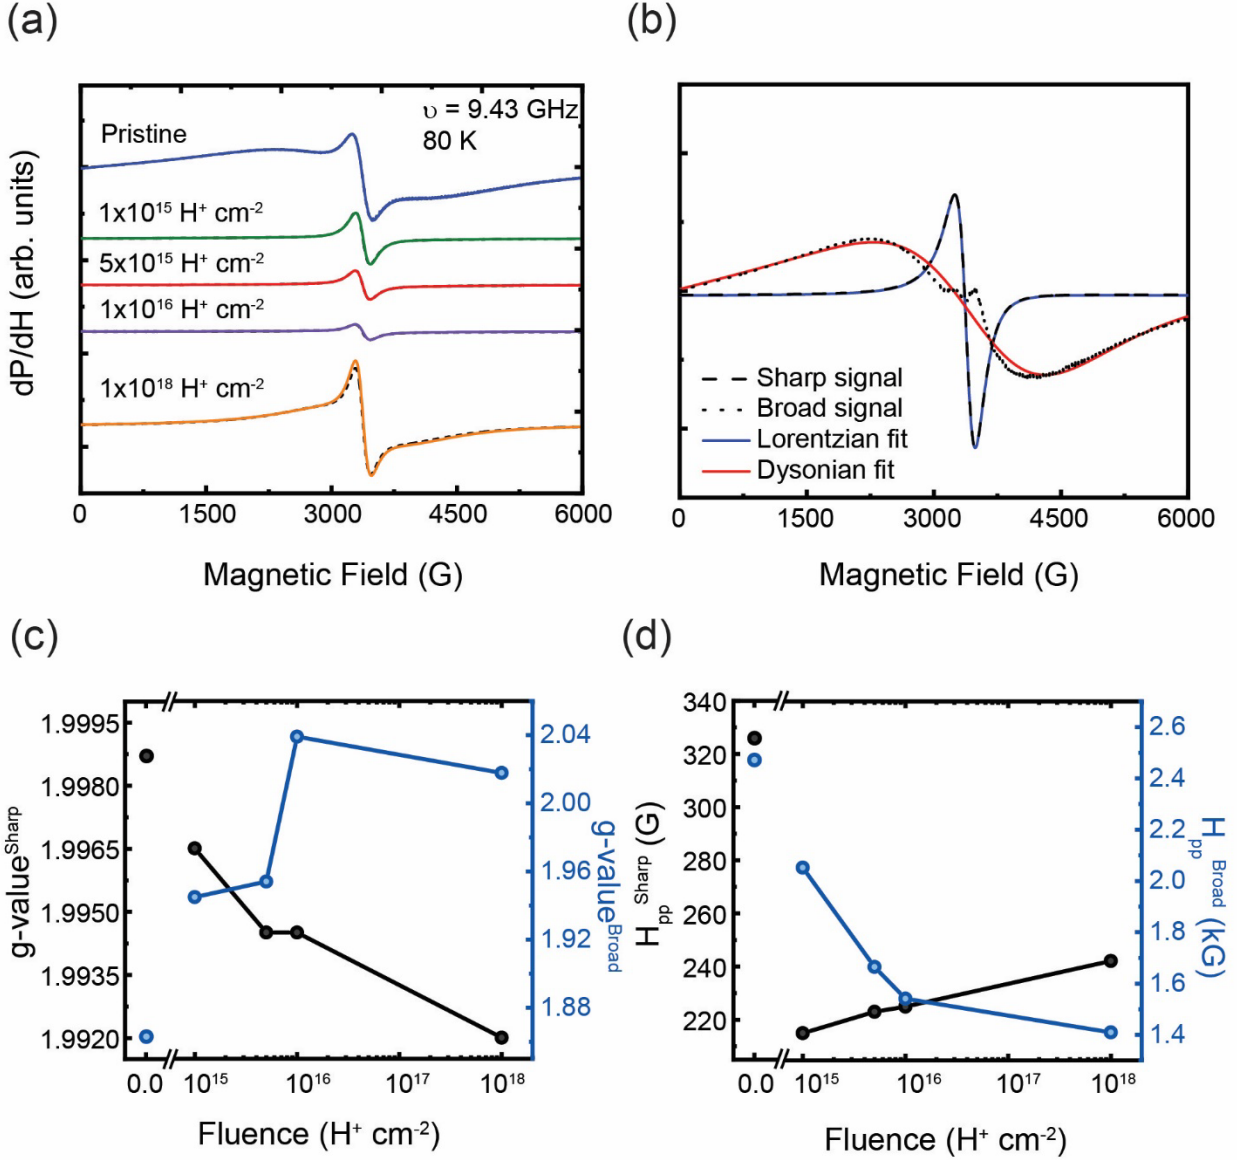 (a)
dP/dH (arb. units)
υ = 9.43 GHz
80 K
Pristine
1x10¹⁵ H⁺ cm⁻²
5x10¹⁵ H⁺ cm⁻²
1x10¹⁶ H⁺ cm⁻²
1x10¹⁸ H⁺ cm⁻²
0 1500 3000 4500 6000
Magnetic Field (G)
(b)
Sharp signal
Broad signal
Lorentzian fit
Dysonian fit
0 1500 3000 4500 6000
Magnetic Field (G)
(c)
g-value^Sharp
1.9995
1.9980
1.9965
1.9950
1.9935
1.9920
2.04
2.00
1.96
1.92
1.88
g-value^Broad
0.0 10¹⁵ 10¹⁶ 10¹⁷ 10¹⁸
Fluence (H⁺ cm⁻²)
(d)
H_pp^Sharp (G)
340
320
300
280
260
240
220
2.6
2.4
2.2
2.0
1.8
1.6
1.4
H_pp^Broad (kG)
0.0 10¹⁵ 10¹⁶ 10¹⁷ 10¹⁸
Fluence (H⁺ cm⁻²)